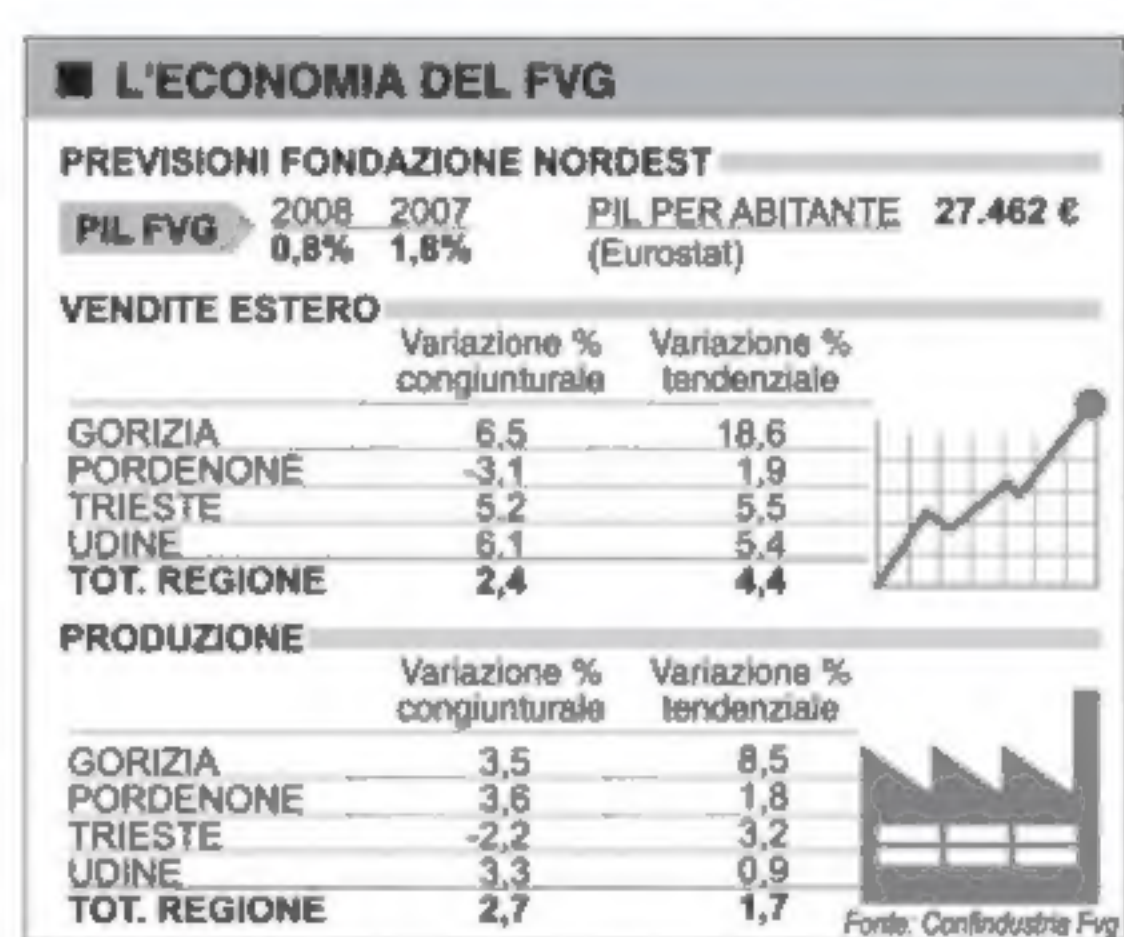 L'ECONOMIA DEL FVG
PREVISIONI FONDAZIONE NORDEST
PIL FVG 2008 2007 PIL PER ABITANTE 27.462 €
0,8% 1,8% (Eurostat)
VENDITE ESTERO
Variazione % Variazione %
congiunturale tendenziale
GORIZIA 6,5 18,6
PORDENONE -3,1 1,9
TRIESTE 5.2 5,5
UDINE 6,1 5,4
TOT. REGIONE 2,4 4,4
PRODUZIONE
Variazione % Variazione %
congiunturale tendenziale
GORIZIA 3,5 8,5
PORDENONE 3,6 1,8
TRIESTE -2,2 3,2
UDINE 3,3 0,9
TOT. REGIONE 2,7 1,7
Fonte: Confindustria Fvg